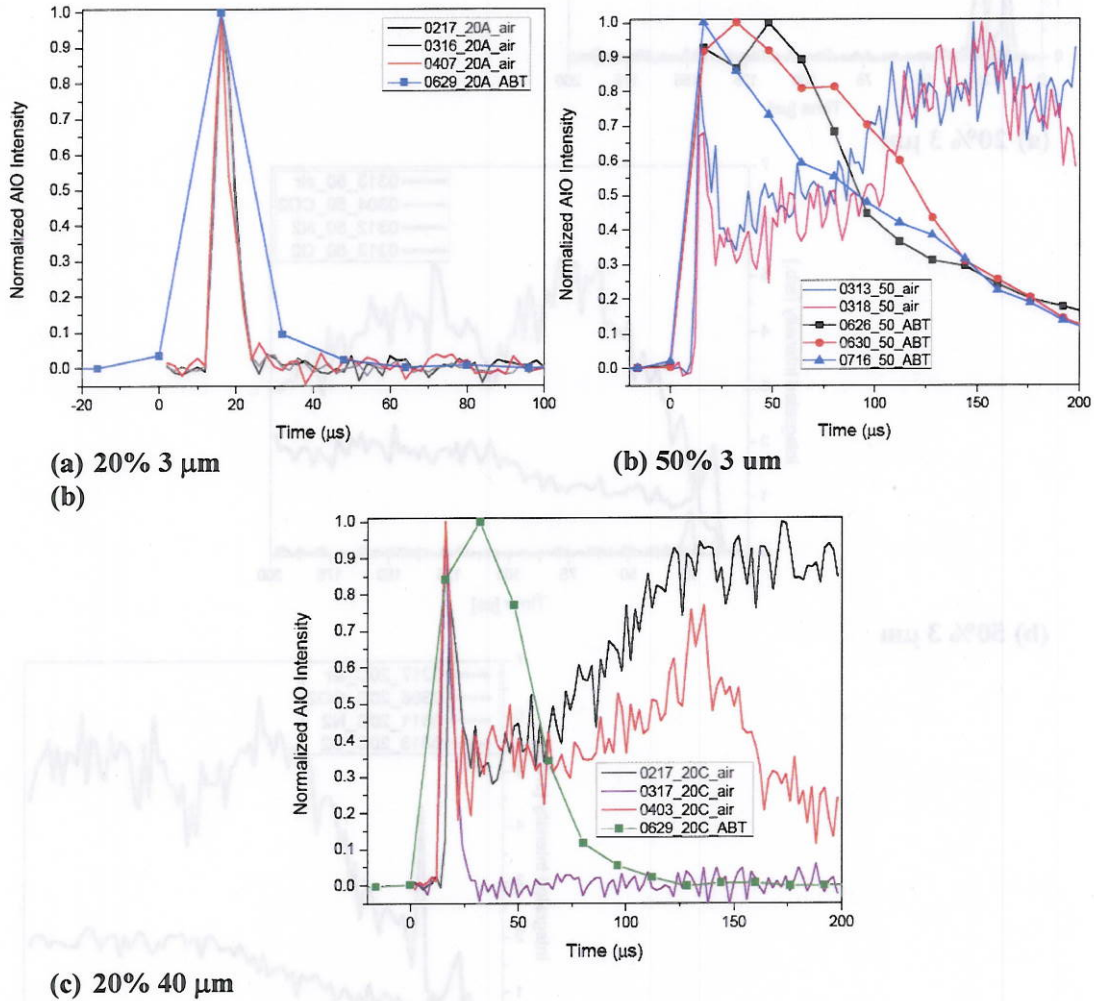 Normalized AlO Intensity
1.0
0.9
0.8
0.7
0.6
0.5
0.4
0.3
0.2
0.1
0.0
0217_20A_air
0316_20A_air
0407_20A_air
0629_20A_ABT
-20 0 20 40 60 80 100
Time (µs)
(a) 20% 3 µm
(b)
Normalized AlO Intensity
1.0
0.9
0.8
0.7
0.6
0.5
0.4
0.3
0.2
0.1
0.0
0313_50_air
0318_50_air
0626_50_ABT
0630_50_ABT
0716_50_ABT
0 50 100 150 200
Time (µs)
(b) 50% 3 um
Normalized AlO Intensity
1.0
0.9
0.8
0.7
0.6
0.5
0.4
0.3
0.2
0.1
0.0
0217_20C_air
0317_20C_air
0403_20C_air
0629_20C_ABT
0 50 100 150 200
Time (µs)
(c) 20% 40 µm